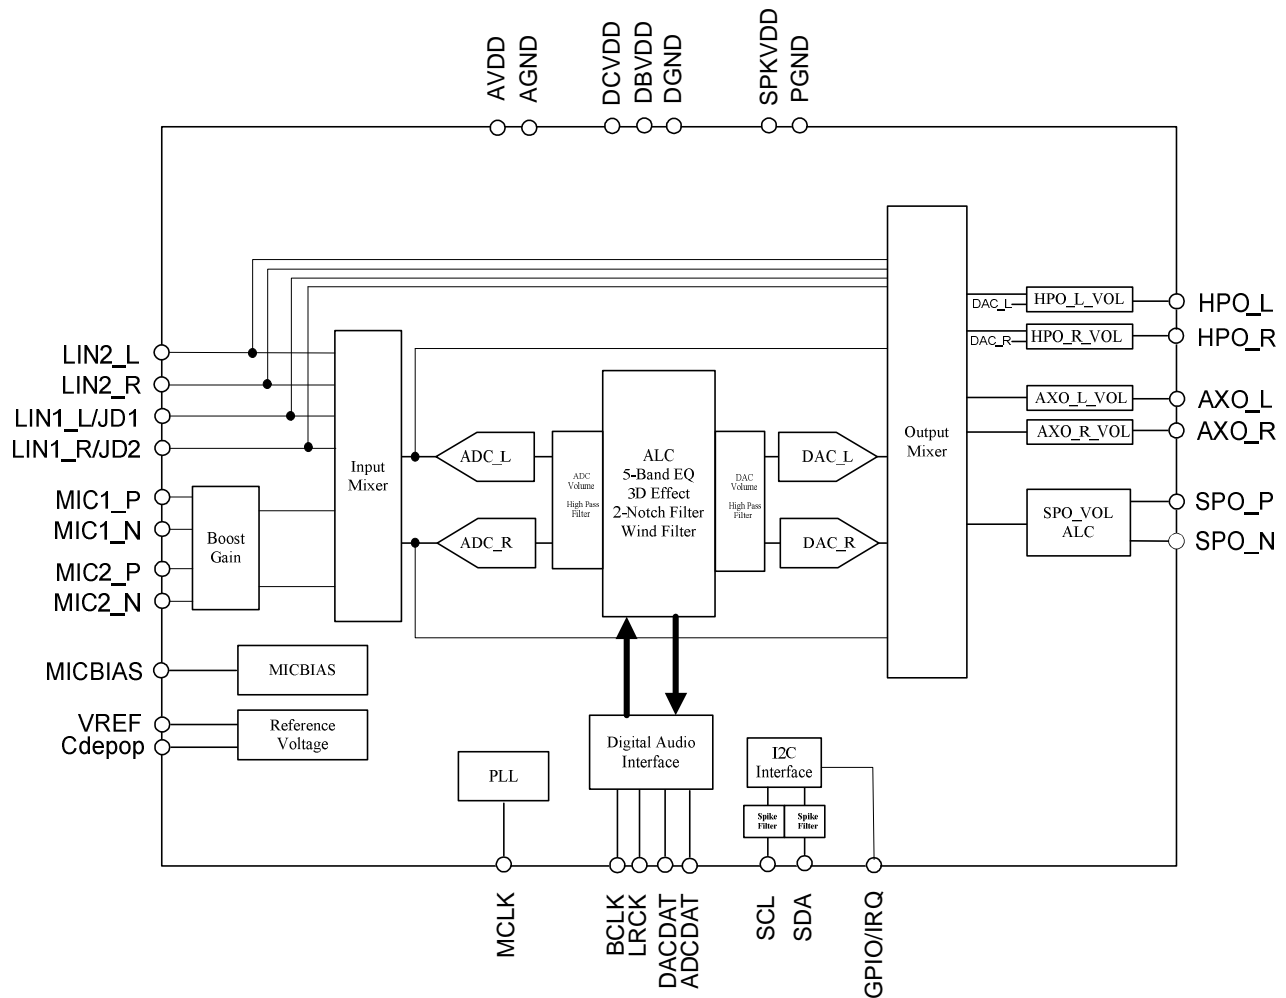 AVDD
AGND
DCVDD
DBVDD
DGND
SPKVDD
PGND
LIN2_L
LIN2_R
LIN1_L/JD1
LIN1_R/JD2
MIC1_P
MIC1_N
MIC2_P
MIC2_N
MICBIAS
VREF
Cdepop
Boost
Gain
MICBIAS
Reference
Voltage
Input
Mixer
ADC_L
ADC_R
ADC
Volume
High Pass
Filter
ALC
5-Band EQ
3D Effect
2-Notch Filter
Wind Filter
DAC
Volume
High Pass
Filter
DAC_L
DAC_R
Output
Mixer
DAC_L
HPO_L_VOL
DAC_R
HPO_R_VOL
AXO_L_VOL
AXO_R_VOL
SPO_VOL
ALC
HPO_L
HPO_R
AXO_L
AXO_R
SPO_P
SPO_N
PLL
Digital Audio
Interface
I2C
Interface
Spike
Filter
Spike
Filter
MCLK
BCLK
LRCK
DACDAT
ADCDAT
SCL
SDA
GPIO/IRQ